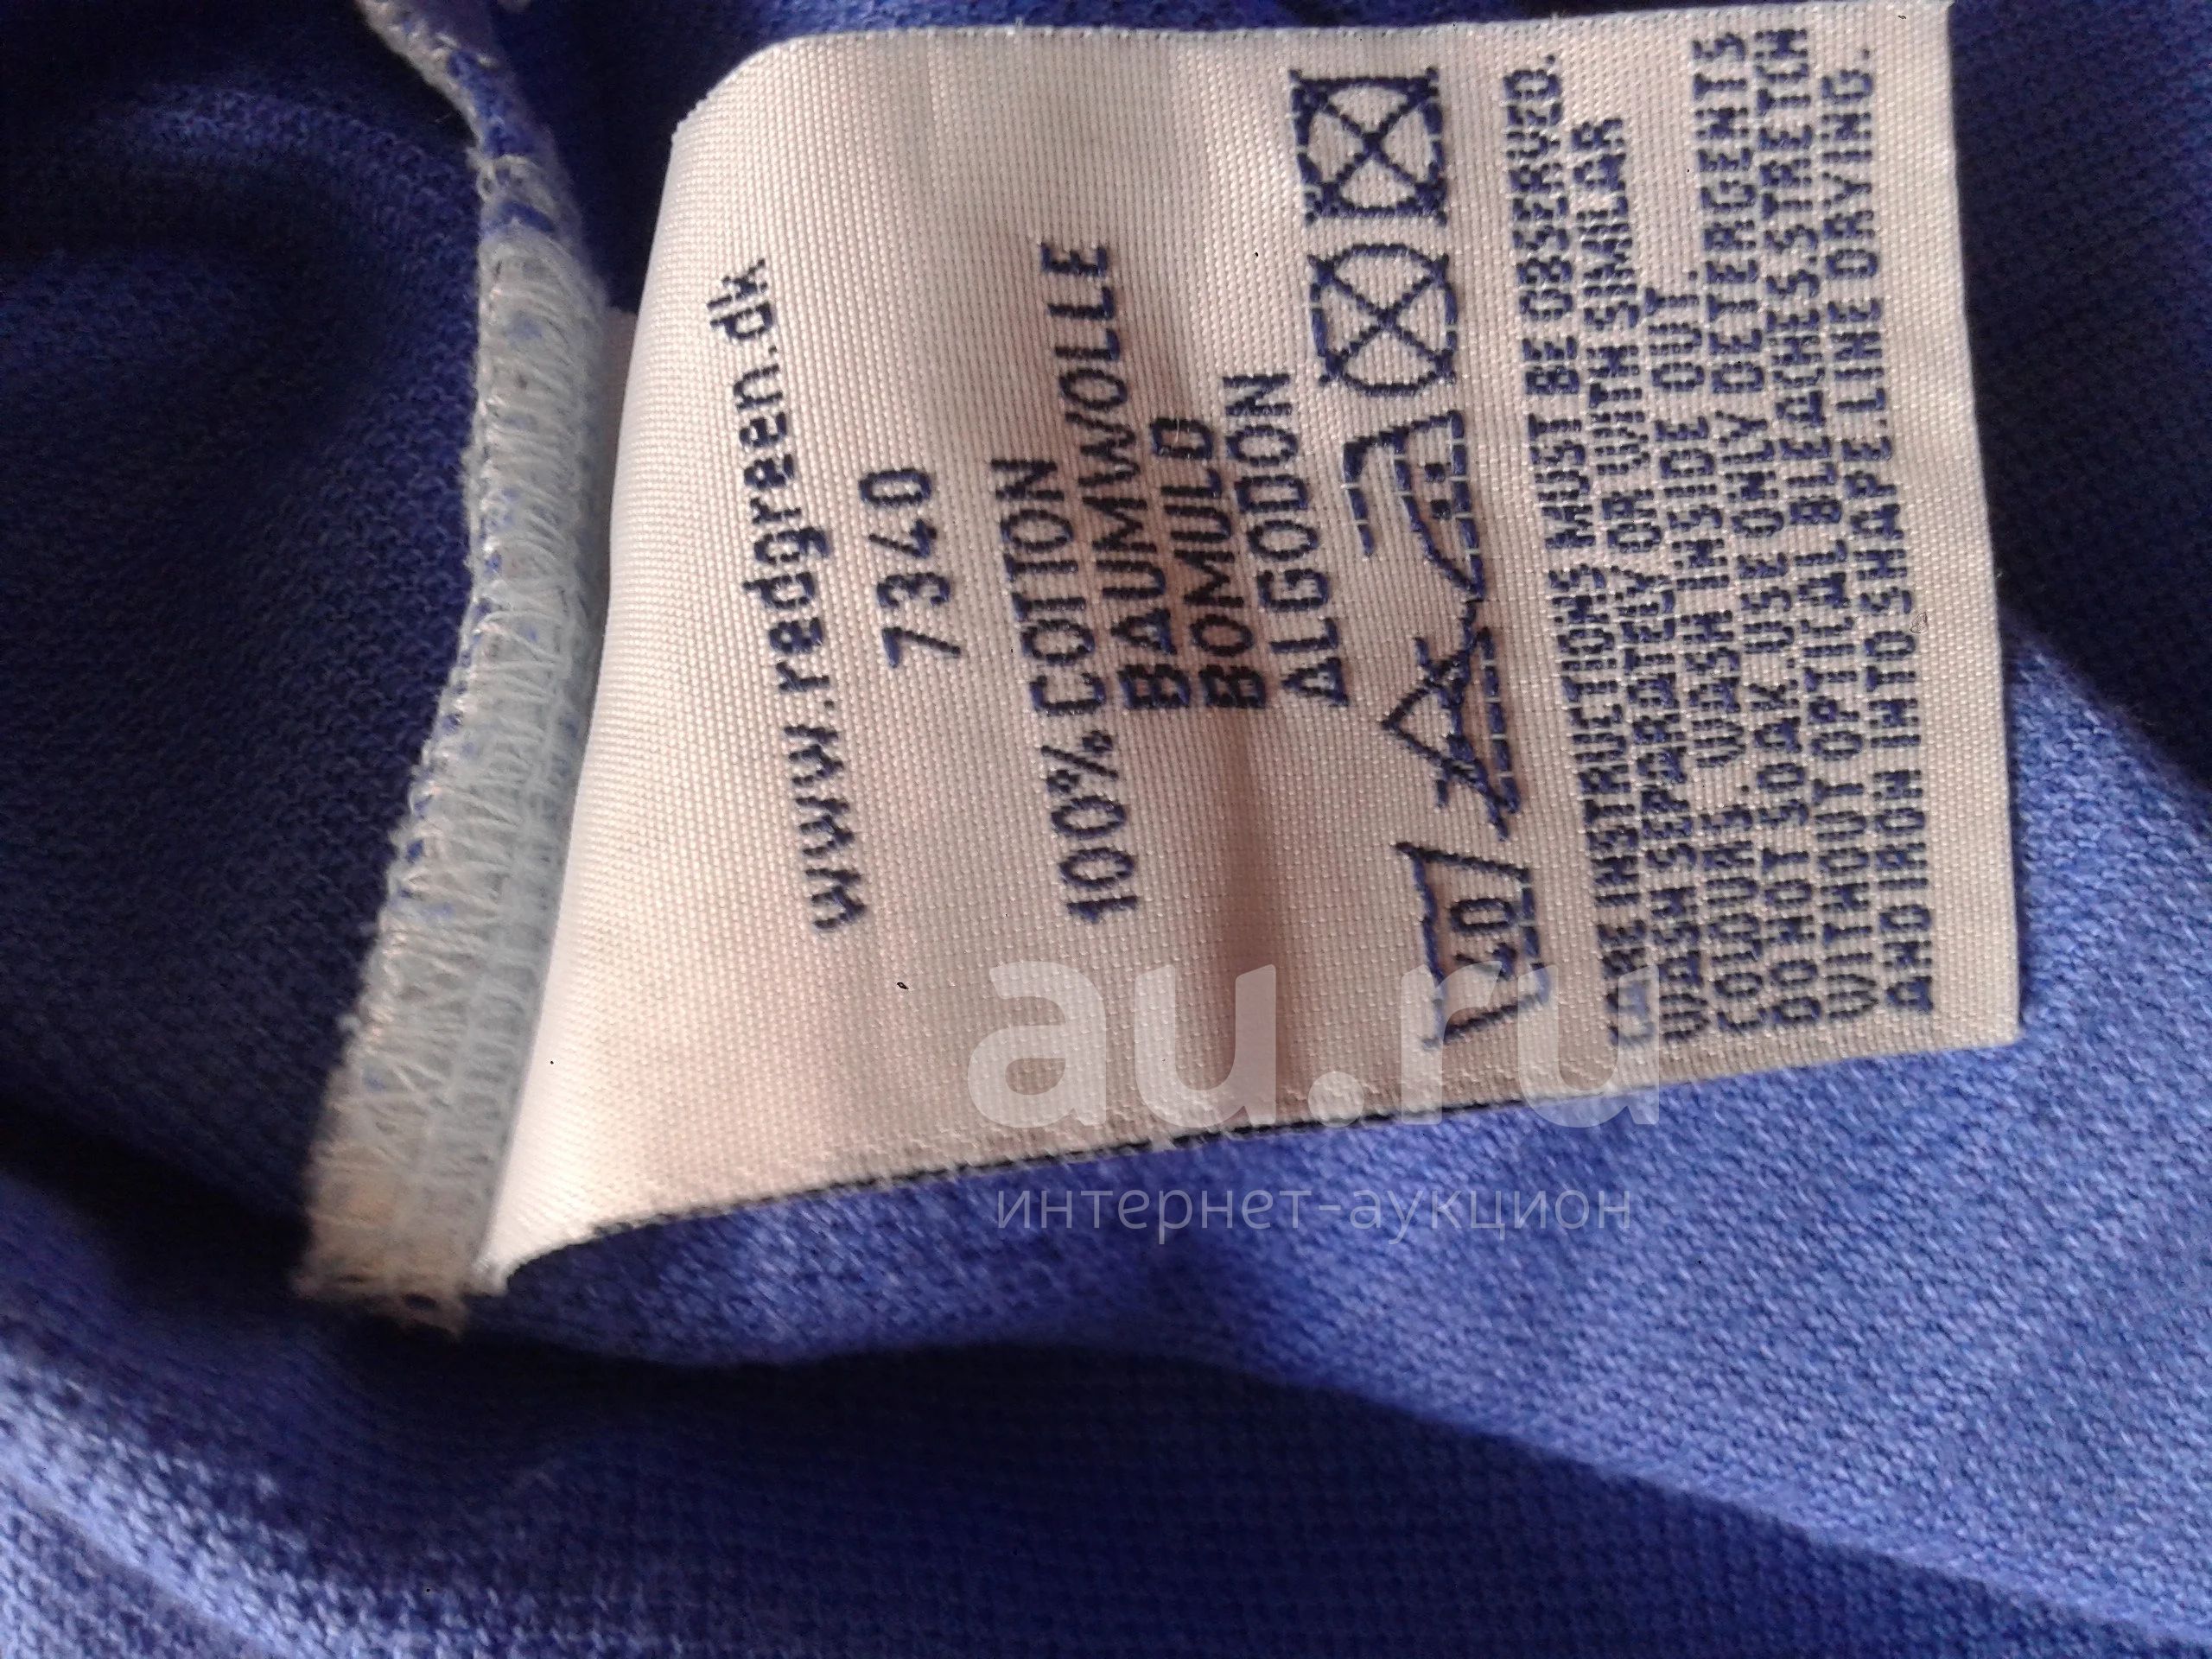 www.redgreen.dk
7340
100% COTTON
BAUMWOLLE
BOMULD
ALGODON
40
CARE INSTRUCTIONS MUST BE OBSERVED.
WASH SEPARATELY OR WITH SIMILAR
COLOURS. WASH INSIDE OUT.
DO NOT SOAK. USE ONLY DETERGENTS
WITHOUT OPTICAL BLEACHES. STRETCH
AND IRON INTO SHAPE. LINE DRYING.
au.ru
интернет-аукцион